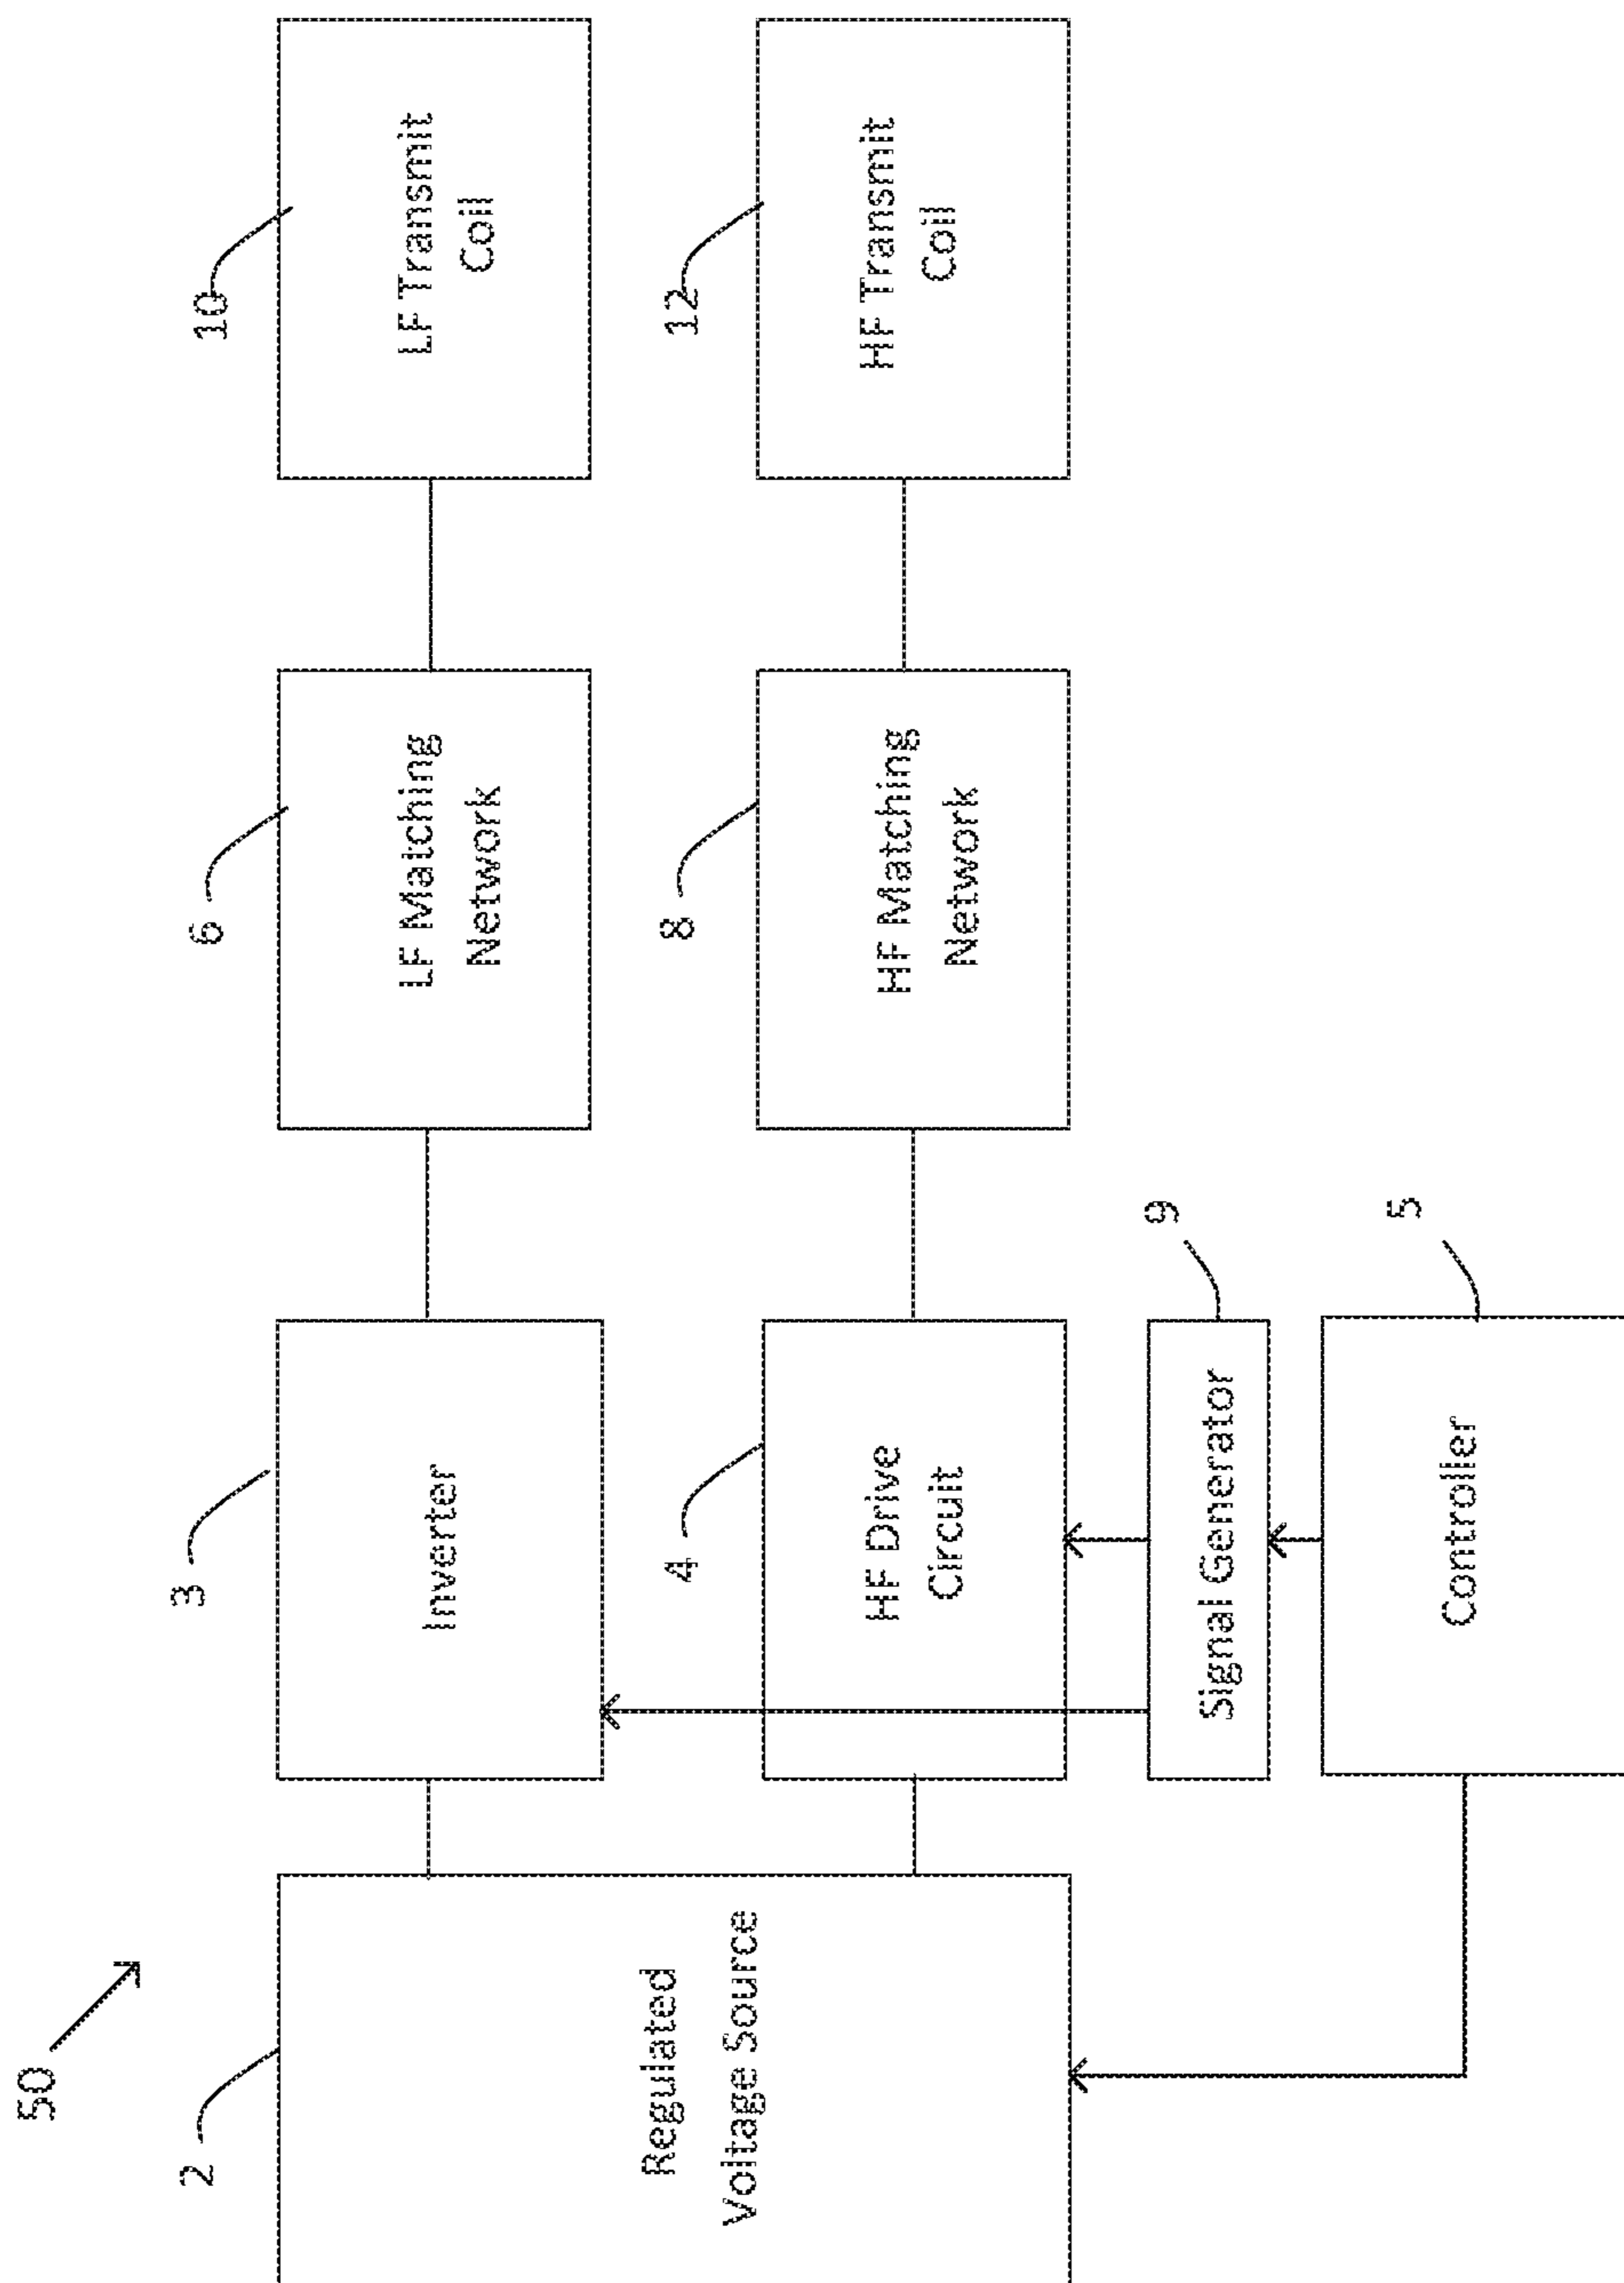 50
2
Regulated
Voltage Source
3
Inverter
4
HF Drive
Circuit
9
Signal Generator
5
Controller
6
LF Matching
Network
8
HF Matching
Network
10
LF Transmit
Coil
12
HF Transmit
Coil